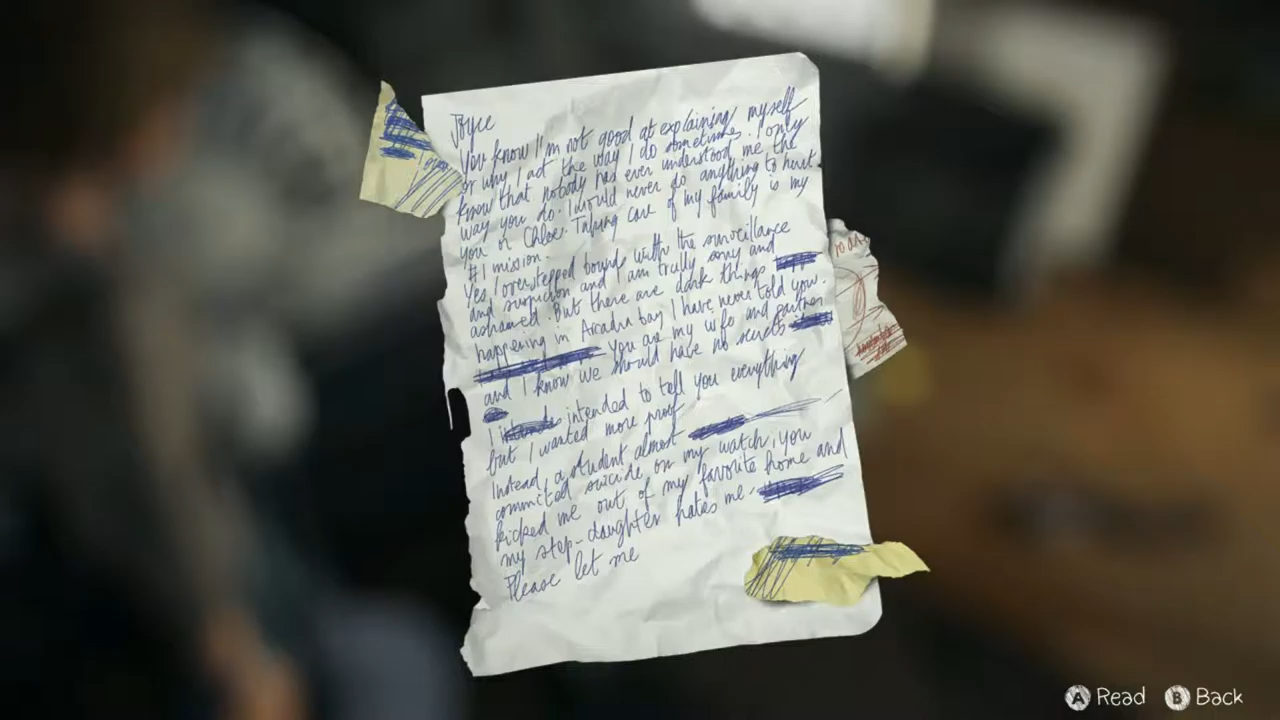 Joyce
You know I'm not good at explaining myself
or why I act the way I do sometimes. I only
know that nobody has ever understood me the
way you do. I would never do anything to hurt
you or Chloe. Taking care of my family is my
#1 mission.
Yes I overstepped bounds with the surveillance
and suspicion and I am truly sorry and
ashamed. But there are dark things
happening in Arcadia bay I have never told you.
You are my wife and partner
and I know we should have no secrets
I intended to tell you everything
but I wanted more proof
Instead, a student almost
committed suicide on my watch, you
kicked me out of my favorite home and
my step-daughter hates me.
Please let me
A Read B Back